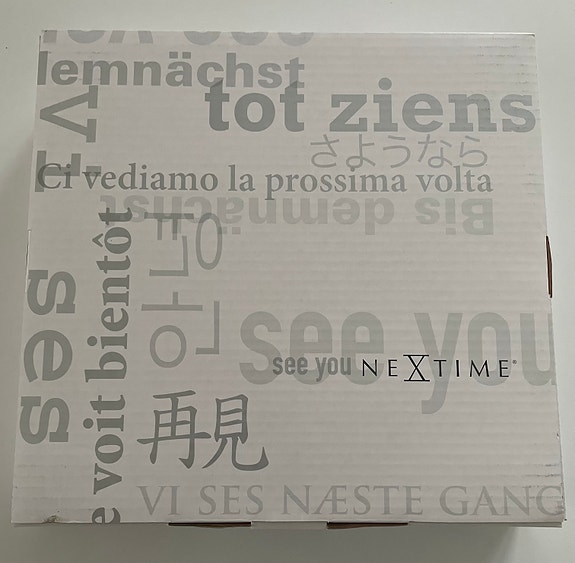 demnächst
tot ziens
さようなら
Ci vediamo la prossima volta
Bis demnächst
안녕
see you
see you NEXTIME®
ses
e voit bientôt
再見
VI SES NÆSTE GANG